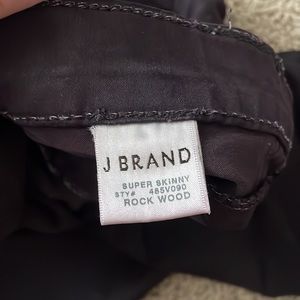 J BRAND
SUPER SKINNY
STY# 485V090
ROCK WOOD